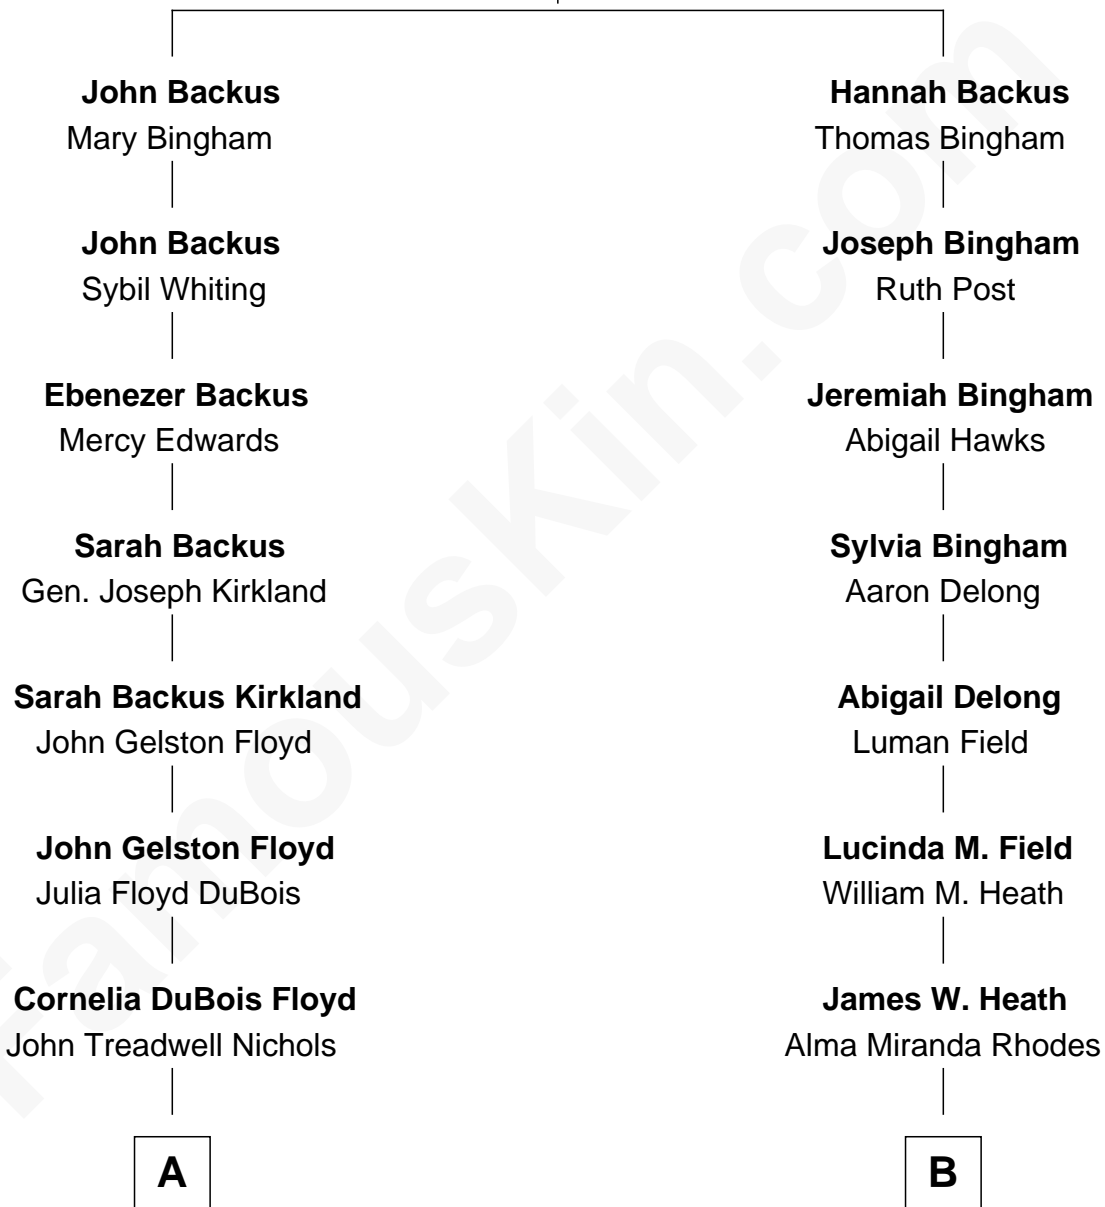 John Backus
Mary Bingham
John Backus
Sybil Whiting
Ebenezer Backus
Mercy Edwards
Sarah Backus
Gen. Joseph Kirkland
Sarah Backus Kirkland
John Gelston Floyd
John Gelston Floyd
Julia Floyd DuBois
Cornelia DuBois Floyd
John Treadwell Nichols
A
Hannah Backus
Thomas Bingham
Joseph Bingham
Ruth Post
Jeremiah Bingham
Abigail Hawks
Sylvia Bingham
Aaron Delong
Abigail Delong
Luman Field
Lucinda M. Field
William M. Heath
James W. Heath
Alma Miranda Rhodes
B
FamousKin.com